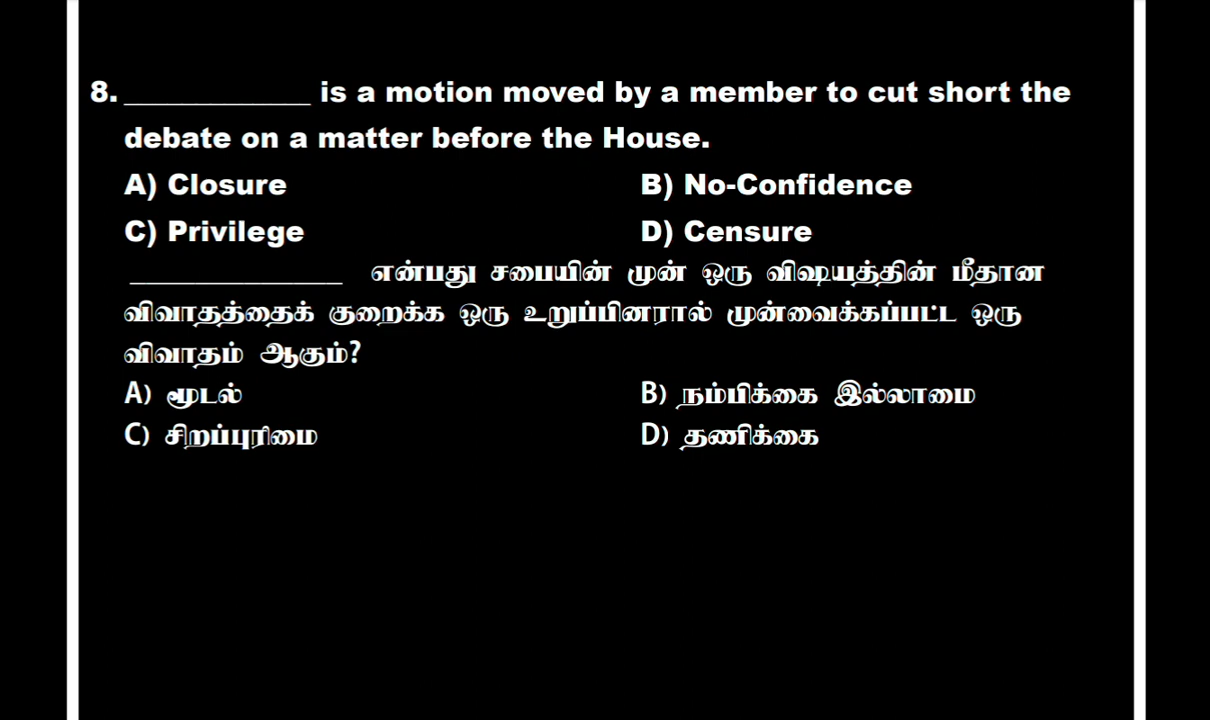 8. _____________ is a motion moved by a member to cut short the
debate on a matter before the House.
A) Closure B) No-Confidence
C) Privilege D) Censure
_______________ என்பது சபையின் முன் ஒரு விஷயத்தின் மீதான
விவாதத்தைக் குறைக்க ஒரு உறுப்பினரால் முன்வைக்கப்பட்ட ஒரு
விவாதம் ஆகும்?
A) மூடல் B) நம்பிக்கை இல்லாமை
C) சிறப்புரிமை D) தணிக்கை